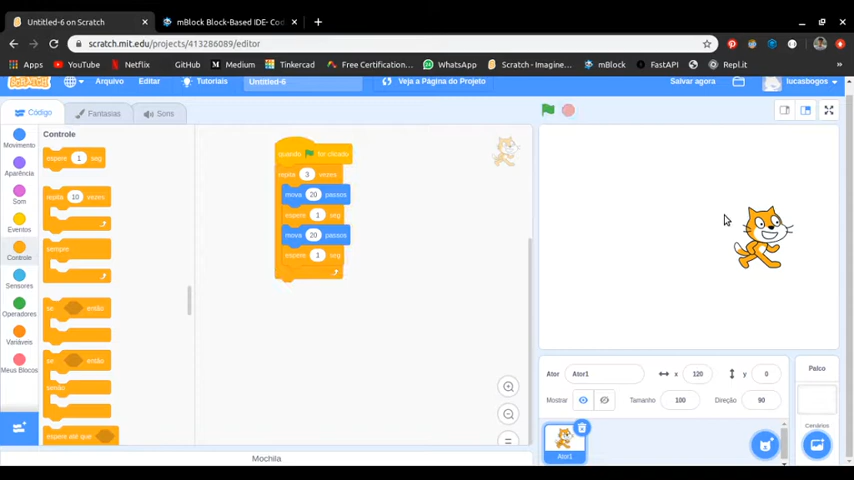 Untitled-6 on Scratch
mBlock Block-Based IDE- Cod
scratch.mit.edu/projects/413286089/editor
Apps
YouTube
Netflix
GitHub
Medium
Tinkercad
Free Certification…
WhatsApp
Scratch - Imagine…
mBlock
FastAPI
Repl.it
Arquivo
Editar
Tutoriais
Untitled-6
Veja a Página do Projeto
Salvar agora
lucasbogos
Código
Fantasias
Sons
Movimento
Aparência
Som
Eventos
Controle
Sensores
Operadores
Variáveis
Meus Blocos
Controle
espere 1 seg
repita 10 vezes
sempre
se então
se então
senão
espere até que
quando for clicado
repita 3 vezes
mova 20 passos
espere 1 seg
mova 20 passos
espere 1 seg
Mochila
Ator Ator1 x 120 y 0
Mostrar Tamanho 100 Direção 90
Ator1
Palco
Cenários